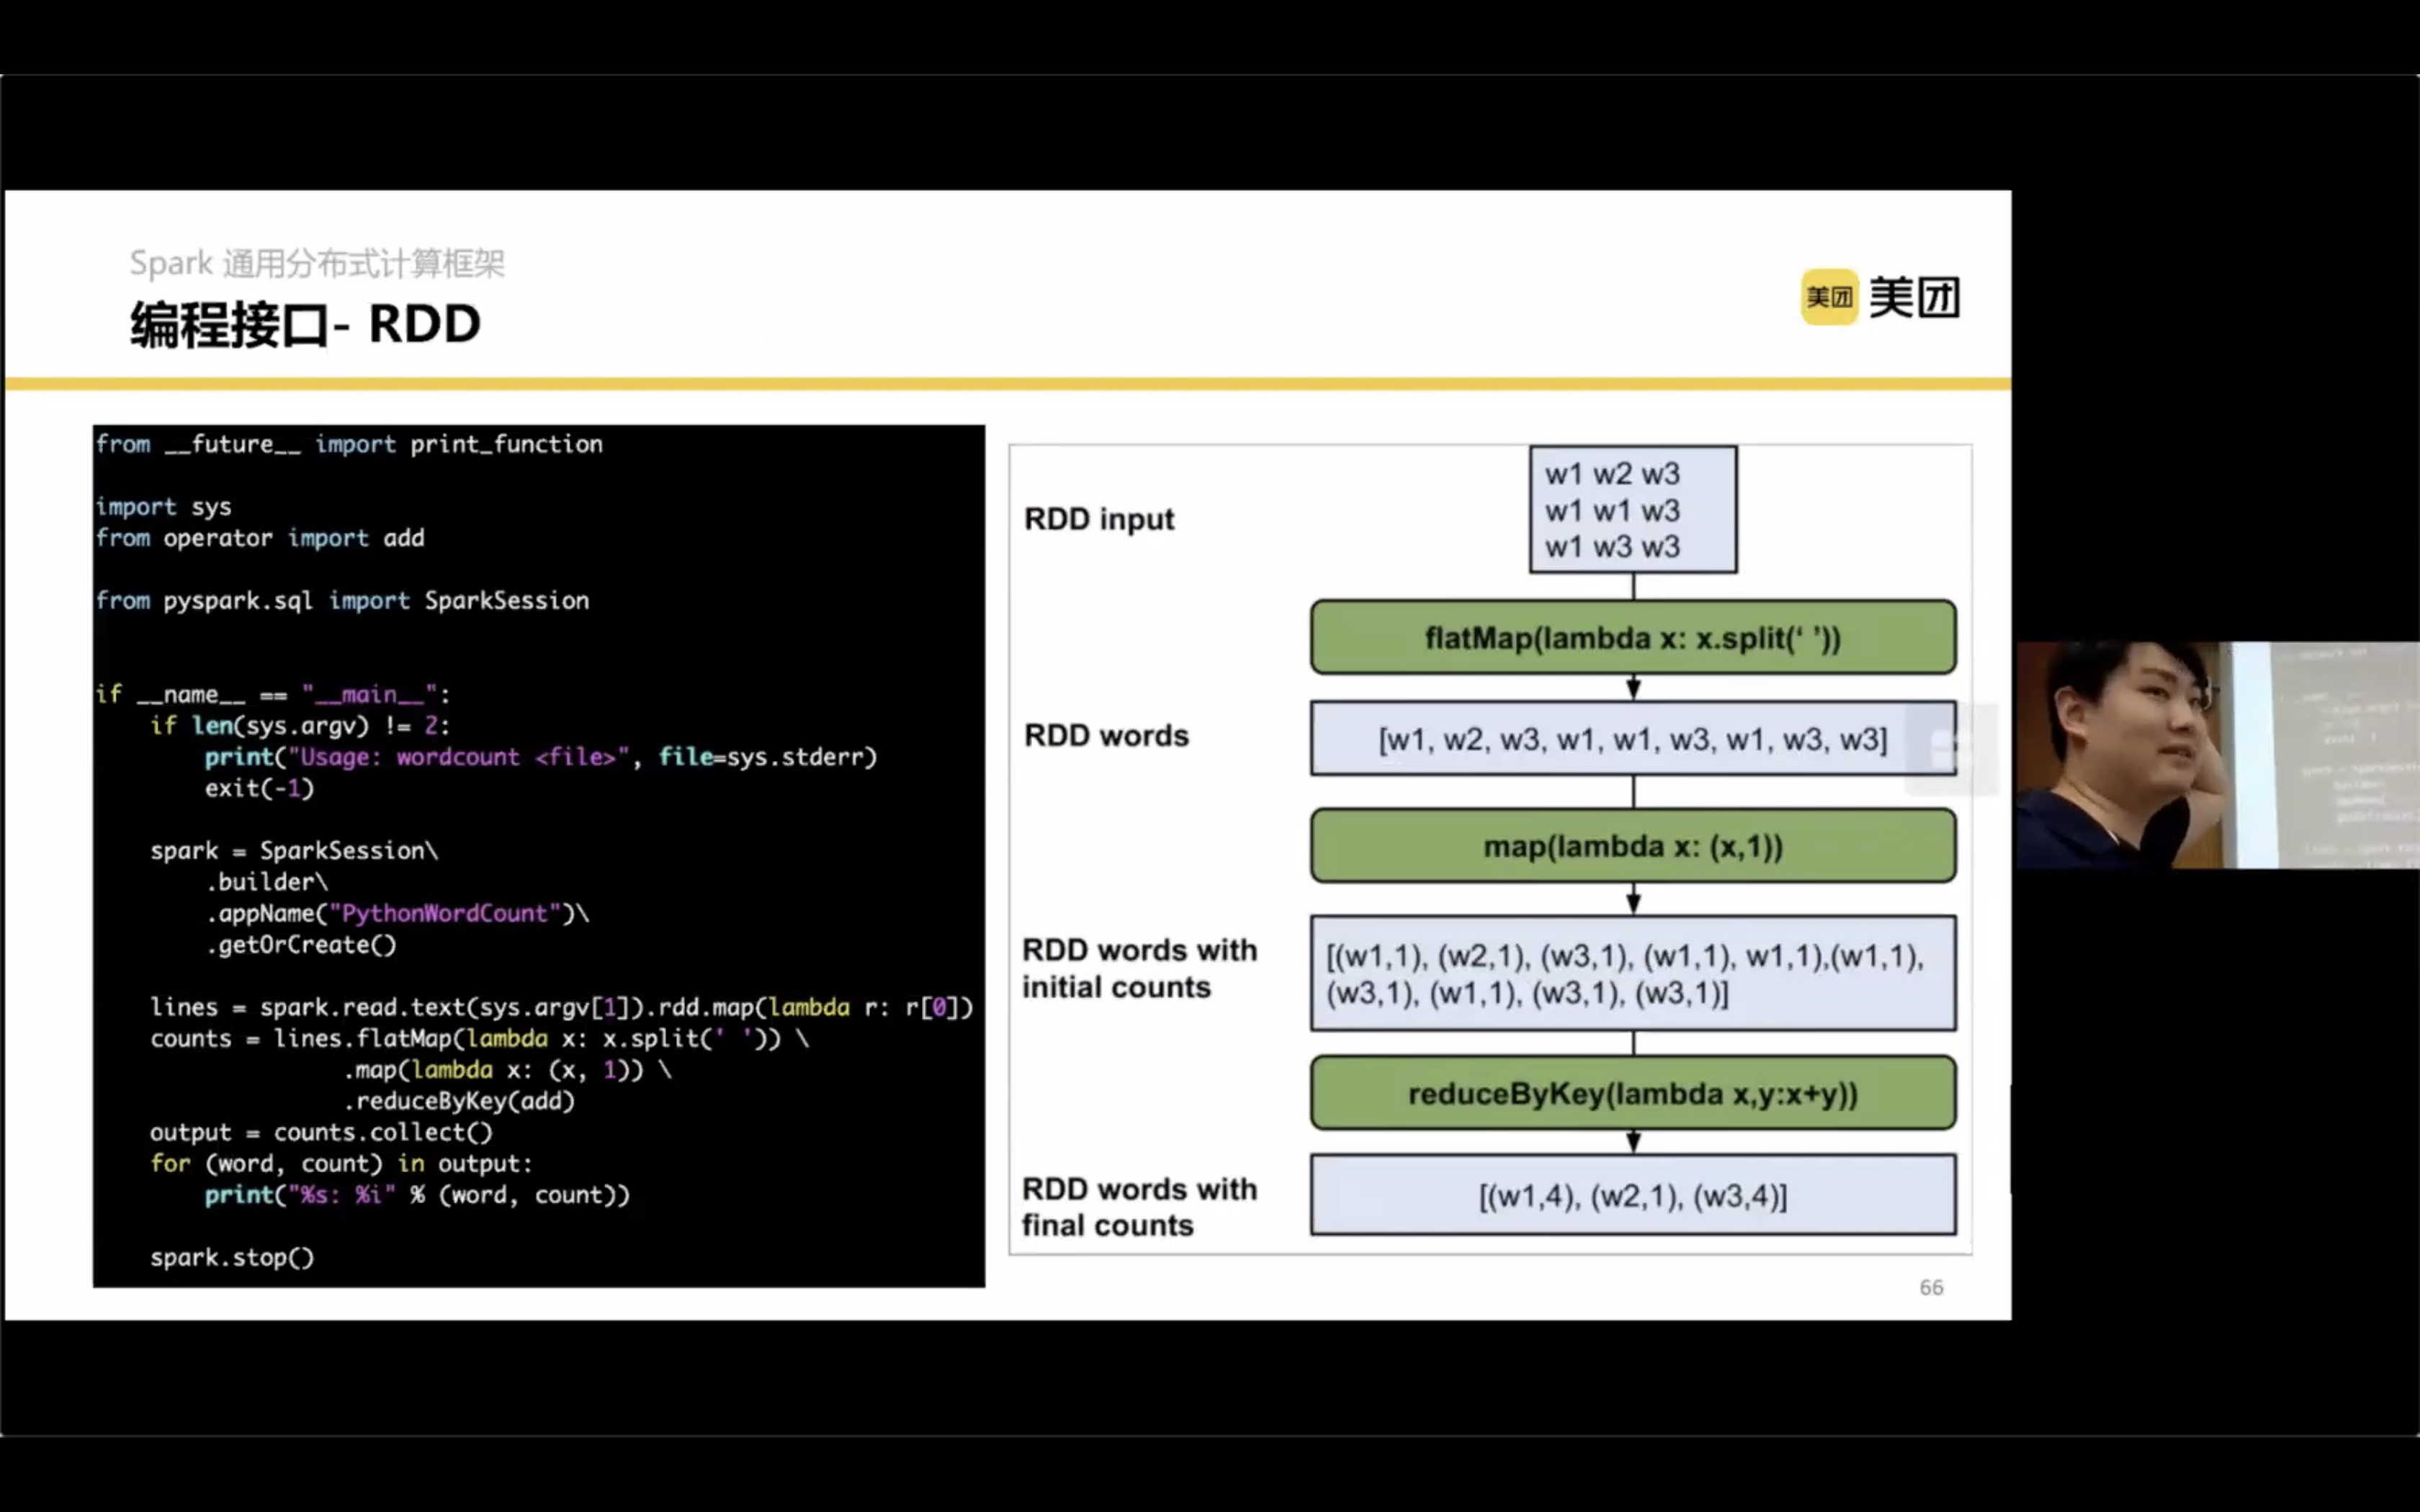 Spark 通用分布式计算框架
编程接口- RDD
美团 美团
from __future__ import print_function
import sys
from operator import add
from pyspark.sql import SparkSession
if __name__ == "__main__":
    if len(sys.argv) != 2:
        print("Usage: wordcount <file>", file=sys.stderr)
        exit(-1)
    spark = SparkSession\
        .builder\
        .appName("PythonWordCount")\
        .getOrCreate()
    lines = spark.read.text(sys.argv[1]).rdd.map(lambda r: r[0])
    counts = lines.flatMap(lambda x: x.split(' ')) \
                  .map(lambda x: (x, 1)) \
                  .reduceByKey(add)
    output = counts.collect()
    for (word, count) in output:
        print("%s: %i" % (word, count))
    spark.stop()
RDD input
w1 w2 w3
w1 w1 w3
w1 w3 w3
flatMap(lambda x: x.split(‘ ’))
RDD words
[w1, w2, w3, w1, w1, w3, w1, w3, w3]
map(lambda x: (x,1))
RDD words with
initial counts
[(w1,1), (w2,1), (w3,1), (w1,1), w1,1),(w1,1),
(w3,1), (w1,1), (w3,1), (w3,1)]
reduceByKey(lambda x,y:x+y))
RDD words with
final counts
[(w1,4), (w2,1), (w3,4)]
66